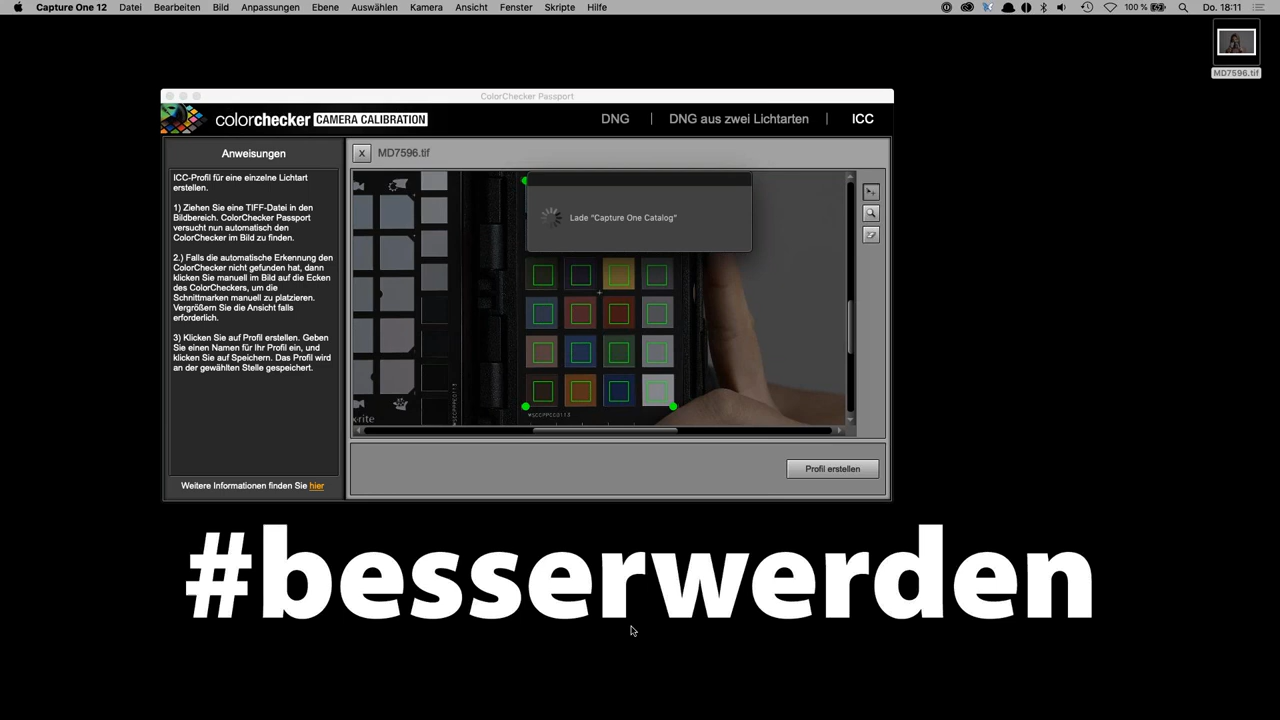 Capture One 12 Datei Bearbeiten Bild Anpassungen Ebene Auswählen Kamera Ansicht Fenster Skripte Hilfe 100 % Do. 18:11
MD7596.tif
ColorChecker Passport
colorchecker CAMERA CALIBRATION
DNG | DNG aus zwei Lichtarten | ICC
Anweisungen
ICC-Profil für eine einzelne Lichtart
erstellen.
1) Ziehen Sie eine TIFF-Datei in den
Bildbereich. ColorChecker Passport
versucht nun automatisch den
ColorChecker im Bild zu finden.
2.) Falls die automatische Erkennung den
ColorChecker nicht gefunden hat, dann
klicken Sie manuell im Bild auf die Ecken
des ColorCheckers, um die
Schnittmarken manuell zu platzieren.
Vergrößern Sie die Ansicht falls
erforderlich.
3) Klicken Sie auf Profil erstellen. Geben
Sie einen Namen für Ihr Profil ein, und
klicken Sie auf Speichern. Das Profil wird
an der gewählten Stelle gespeichert.
Weitere Informationen finden Sie hier
X MD7596.tif
Lade "Capture One Catalog"
x-rite
Profil erstellen
#besserwerden